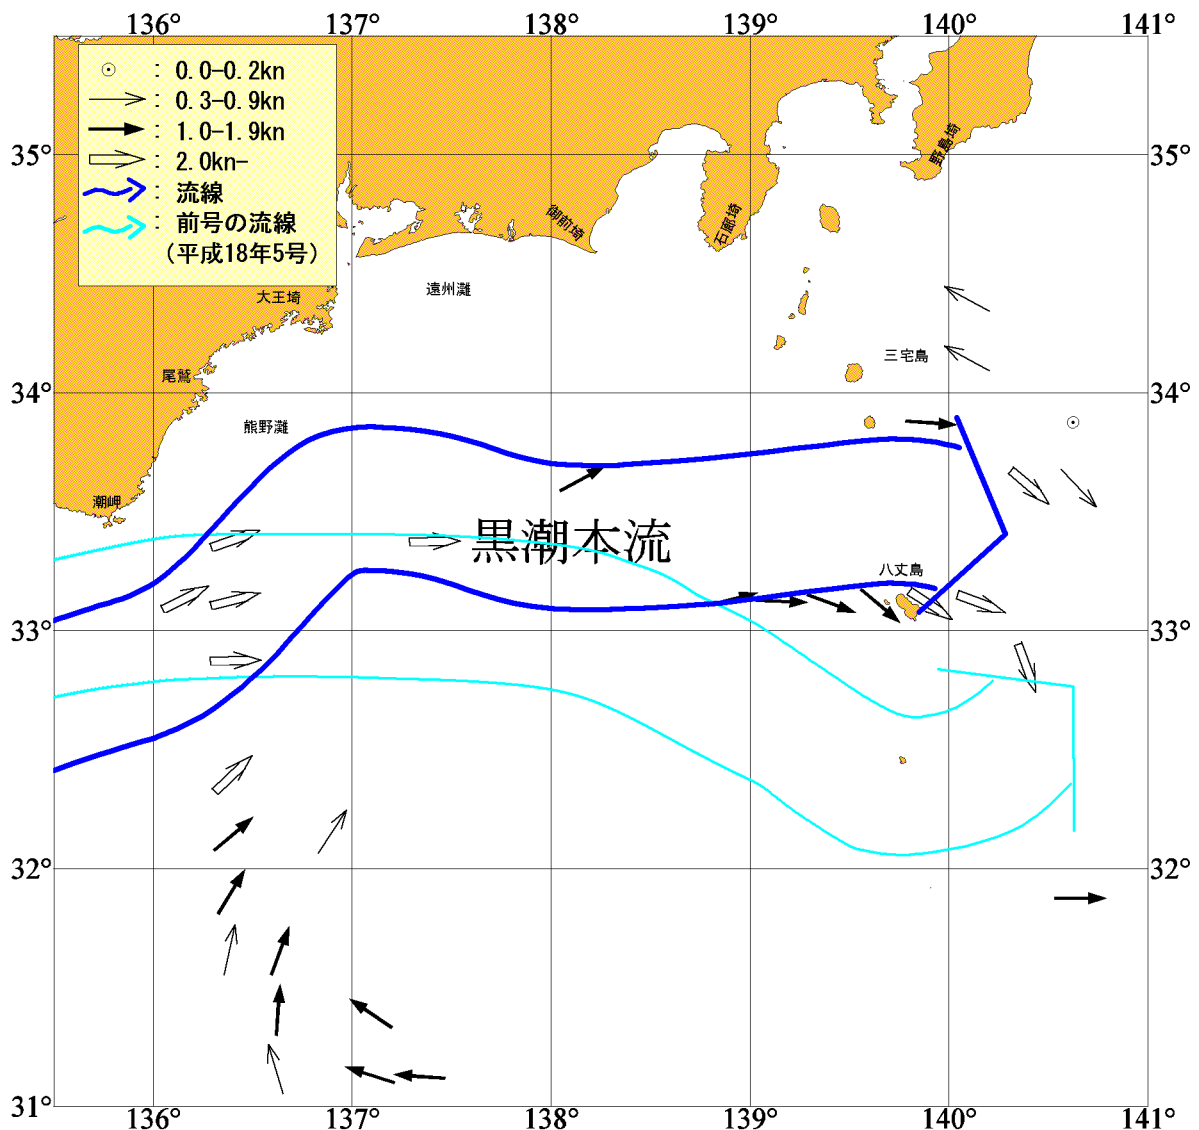 136° 137° 138° 139° 140° 141°
: 0.0-0.2kn
: 0.3-0.9kn
: 1.0-1.9kn
: 2.0kn-
: 流線
: 前号の流線
(平成18年5号)
35° 35°
野島埼
御前埼
石廊埼
大王埼
遠州灘
三宅島
尾鷲
34° 34°
熊野灘
潮岬
黒潮本流
八丈島
33° 33°
32° 32°
31° 31°
136° 137° 138° 139° 140° 141°